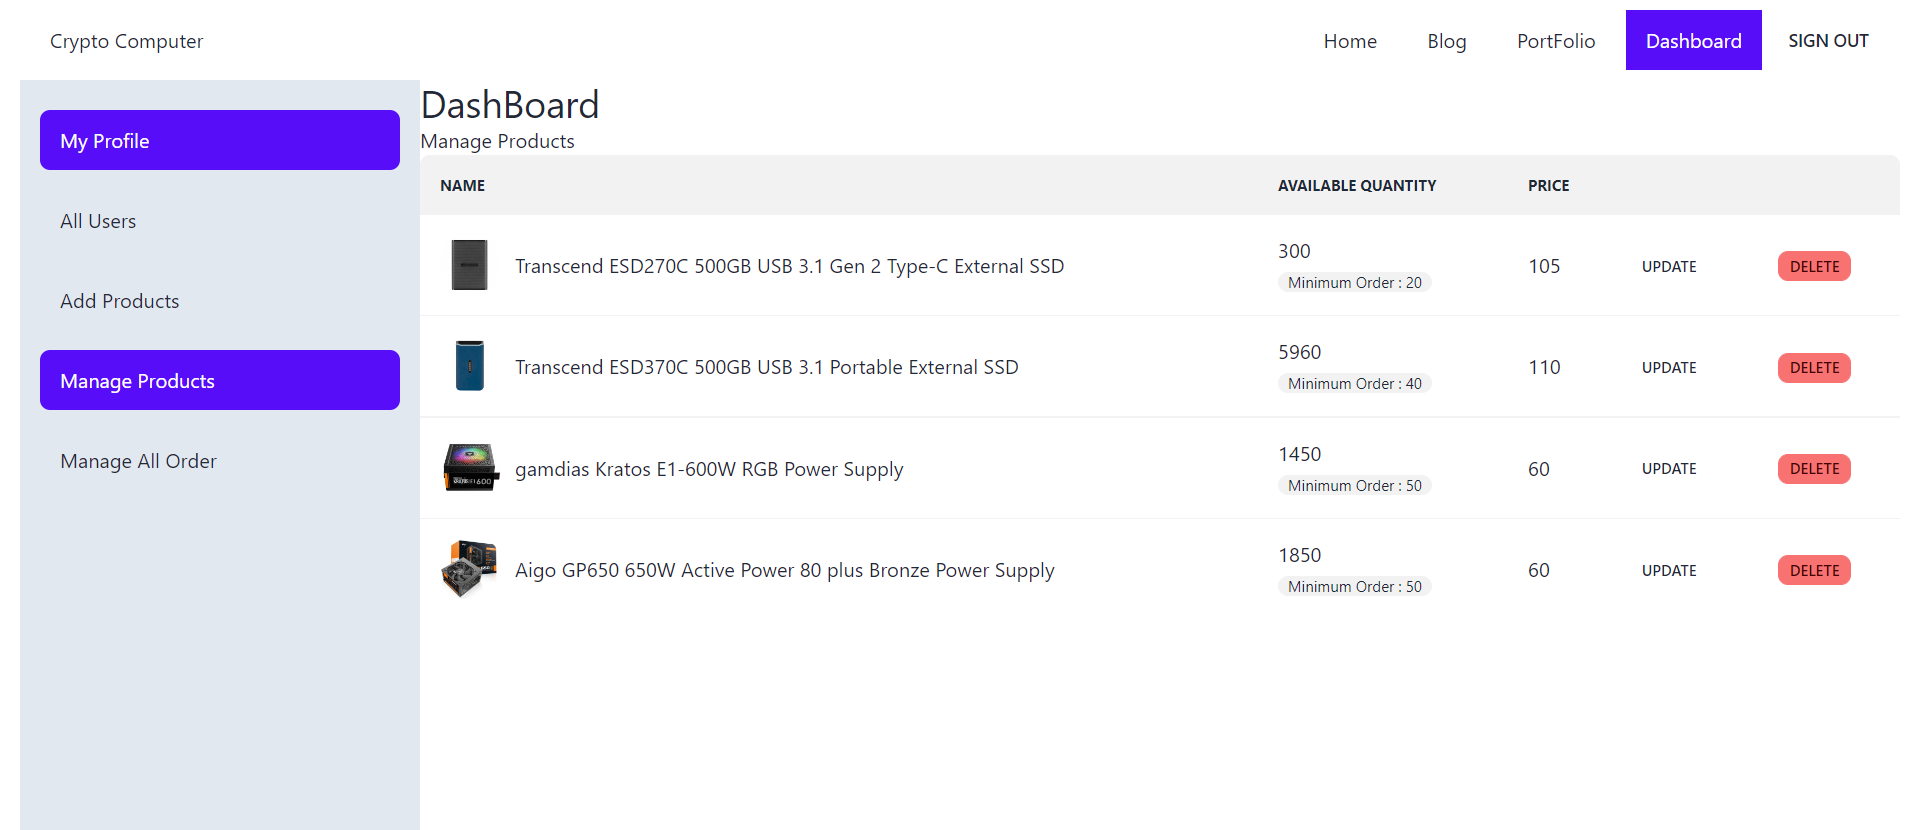 Crypto Computer
Home
Blog
PortFolio
Dashboard
SIGN OUT
My Profile
All Users
Add Products
Manage Products
Manage All Order
DashBoard
Manage Products
NAME
AVAILABLE QUANTITY
PRICE
Transcend ESD270C 500GB USB 3.1 Gen 2 Type-C External SSD
300
Minimum Order : 20
105
UPDATE
DELETE
Transcend ESD370C 500GB USB 3.1 Portable External SSD
5960
Minimum Order : 40
110
UPDATE
DELETE
gamdias Kratos E1-600W RGB Power Supply
1450
Minimum Order : 50
60
UPDATE
DELETE
Aigo GP650 650W Active Power 80 plus Bronze Power Supply
1850
Minimum Order : 50
60
UPDATE
DELETE